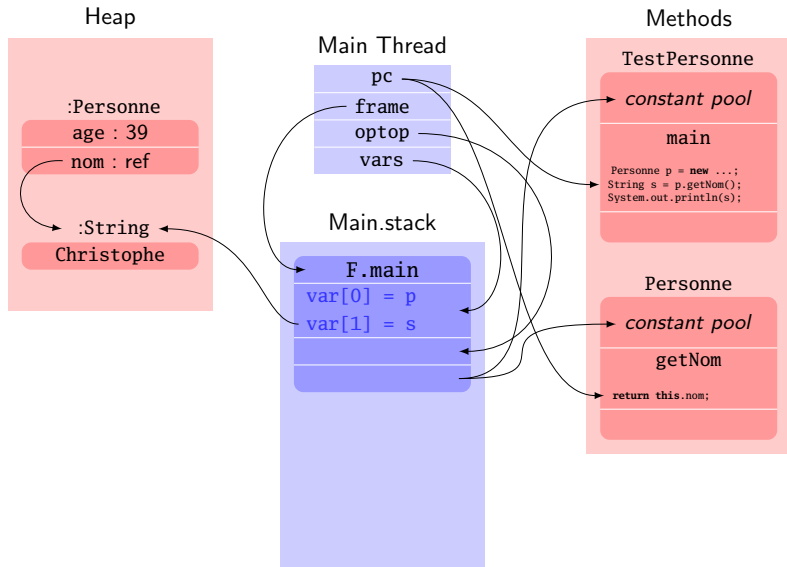 Heap
:Personne
age : 39
nom : ref
:String
Christophe
Main Thread
pc
frame
optop
vars
Main.stack
F.main
var[0] = p
var[1] = s
Methods
TestPersonne
constant pool
main
Personne p = new ...;
String s = p.getNom();
System.out.println(s);
Personne
constant pool
getNom
return this.nom;